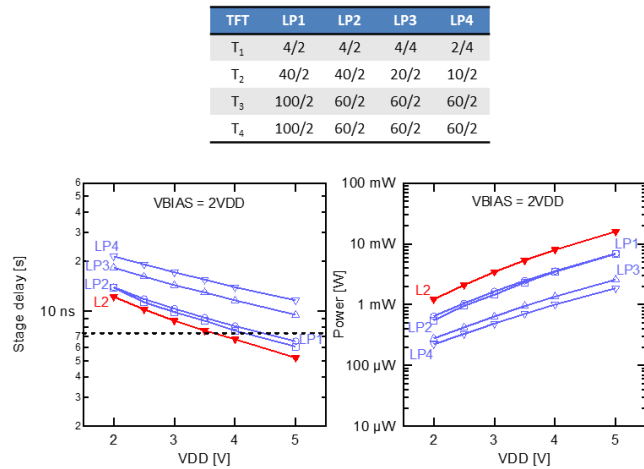 TFT LP1 LP2 LP3 LP4
T1 4/2 4/2 4/4 2/4
T2 40/2 40/2 20/2 10/2
T3 100/2 60/2 60/2 60/2
T4 100/2 60/2 60/2 60/2
Stage delay [s]
6
5
4
3
2
10 ns
7
6
5
4
3
2
VBIAS = 2VDD
LP4
LP3
LP2
L2
LP1
2 3 4 5
VDD [V]
Power [W]
100 mW
10 mW
1 mW
100 µW
10 µW
VBIAS = 2VDD
LP1
L2
LP3
LP2
LP4
2 3 4 5
VDD [V]